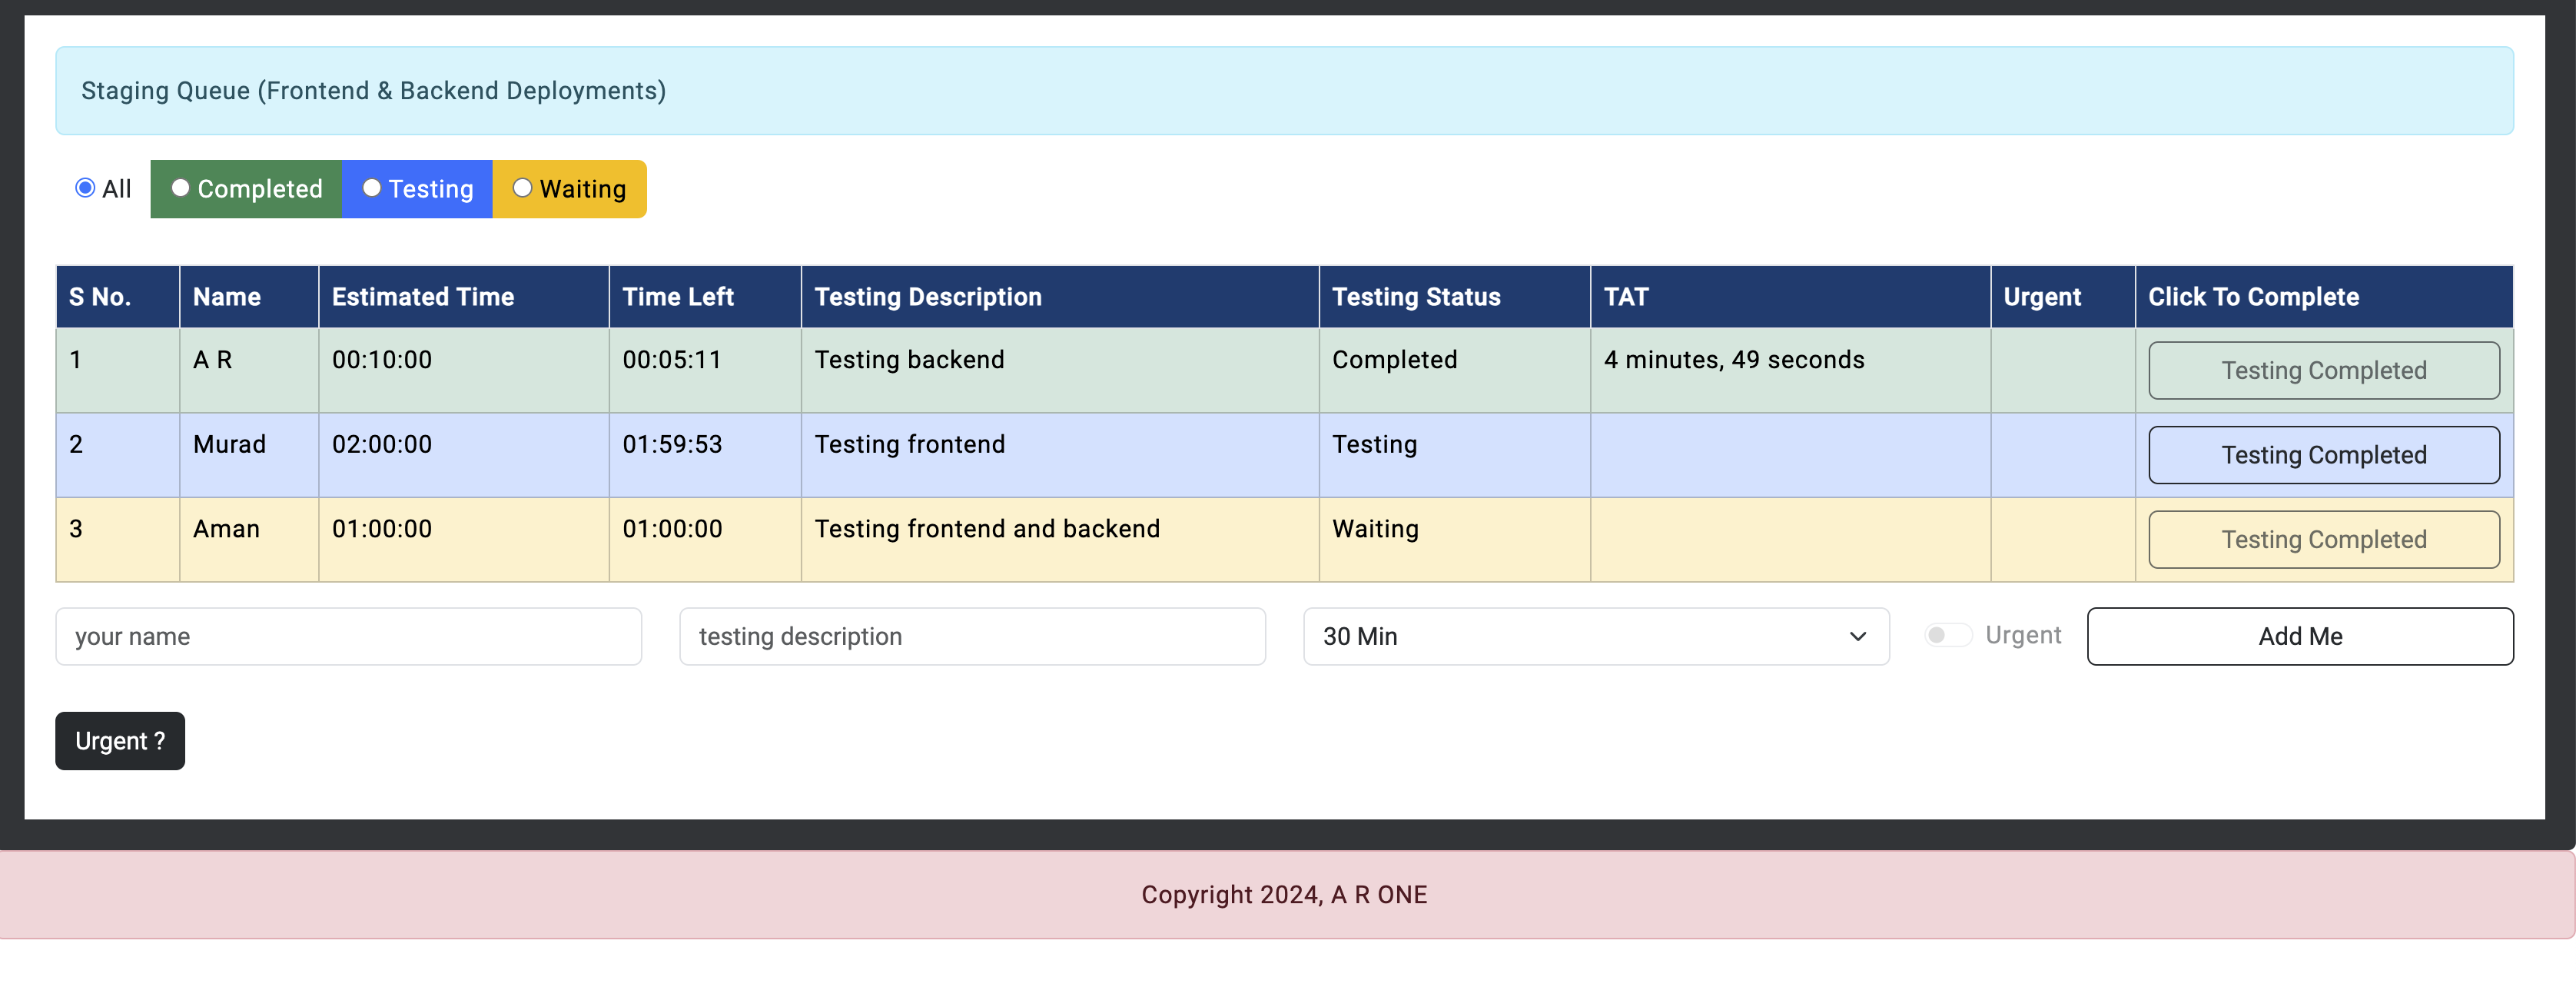 Staging Queue (Frontend & Backend Deployments)
All Completed Testing Waiting
S No. Name Estimated Time Time Left Testing Description Testing Status TAT Urgent Click To Complete
1 A R 00:10:00 00:05:11 Testing backend Completed 4 minutes, 49 seconds Testing Completed
2 Murad 02:00:00 01:59:53 Testing frontend Testing Testing Completed
3 Aman 01:00:00 01:00:00 Testing frontend and backend Waiting Testing Completed
your name testing description 30 Min Urgent Add Me
Urgent ?
Copyright 2024, A R ONE